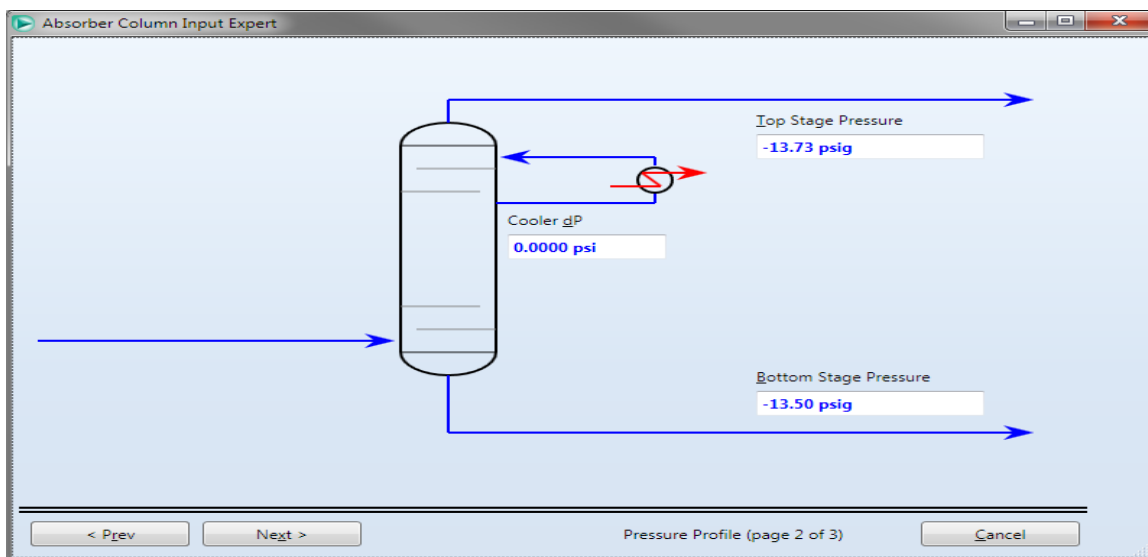 Absorber Column Input Expert
Top Stage Pressure
-13.73 psig
Cooler dP
0.0000 psi
Bottom Stage Pressure
-13.50 psig
< Prev
Next >
Pressure Profile (page 2 of 3)
Cancel